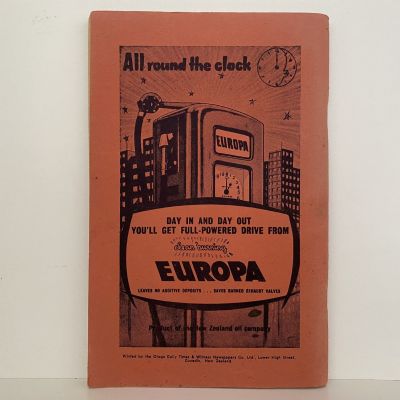 All round the clock
EUROPA
DAY IN AND DAY OUT
YOU'LL GET FULL-POWERED DRIVE FROM
clean burning
EUROPA
LEAVES NO ADDITIVE DEPOSITS . . . SAVES BURNED EXHAUST VALVES
Product of the New Zealand oil company
Printed by the Otago Daily Times & Witness Newspapers Co. Ltd., Lower High Street,
Dunedin, New Zealand